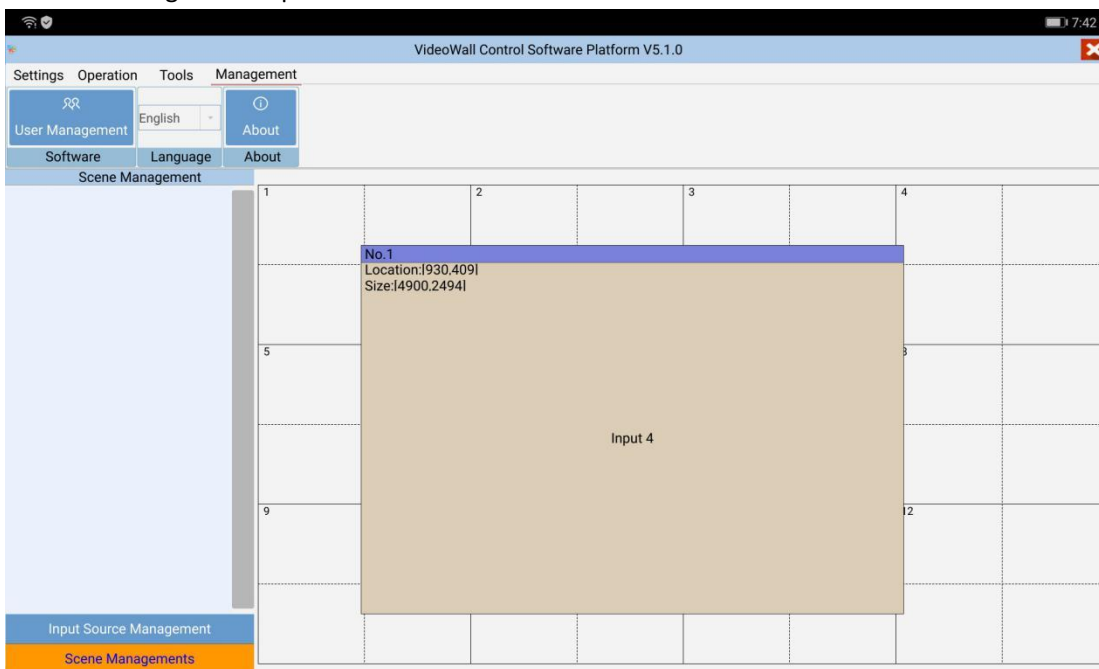 7:42
VideoWall Control Software Platform V5.1.0
Settings Operation Tools Management
User Management
English
About
Software Language About
Scene Management
1 2 3 4
No.1
Location:[930,409]
Size:[4900,2494]
5
Input 4
9 12
Input Source Management
Scene Managements